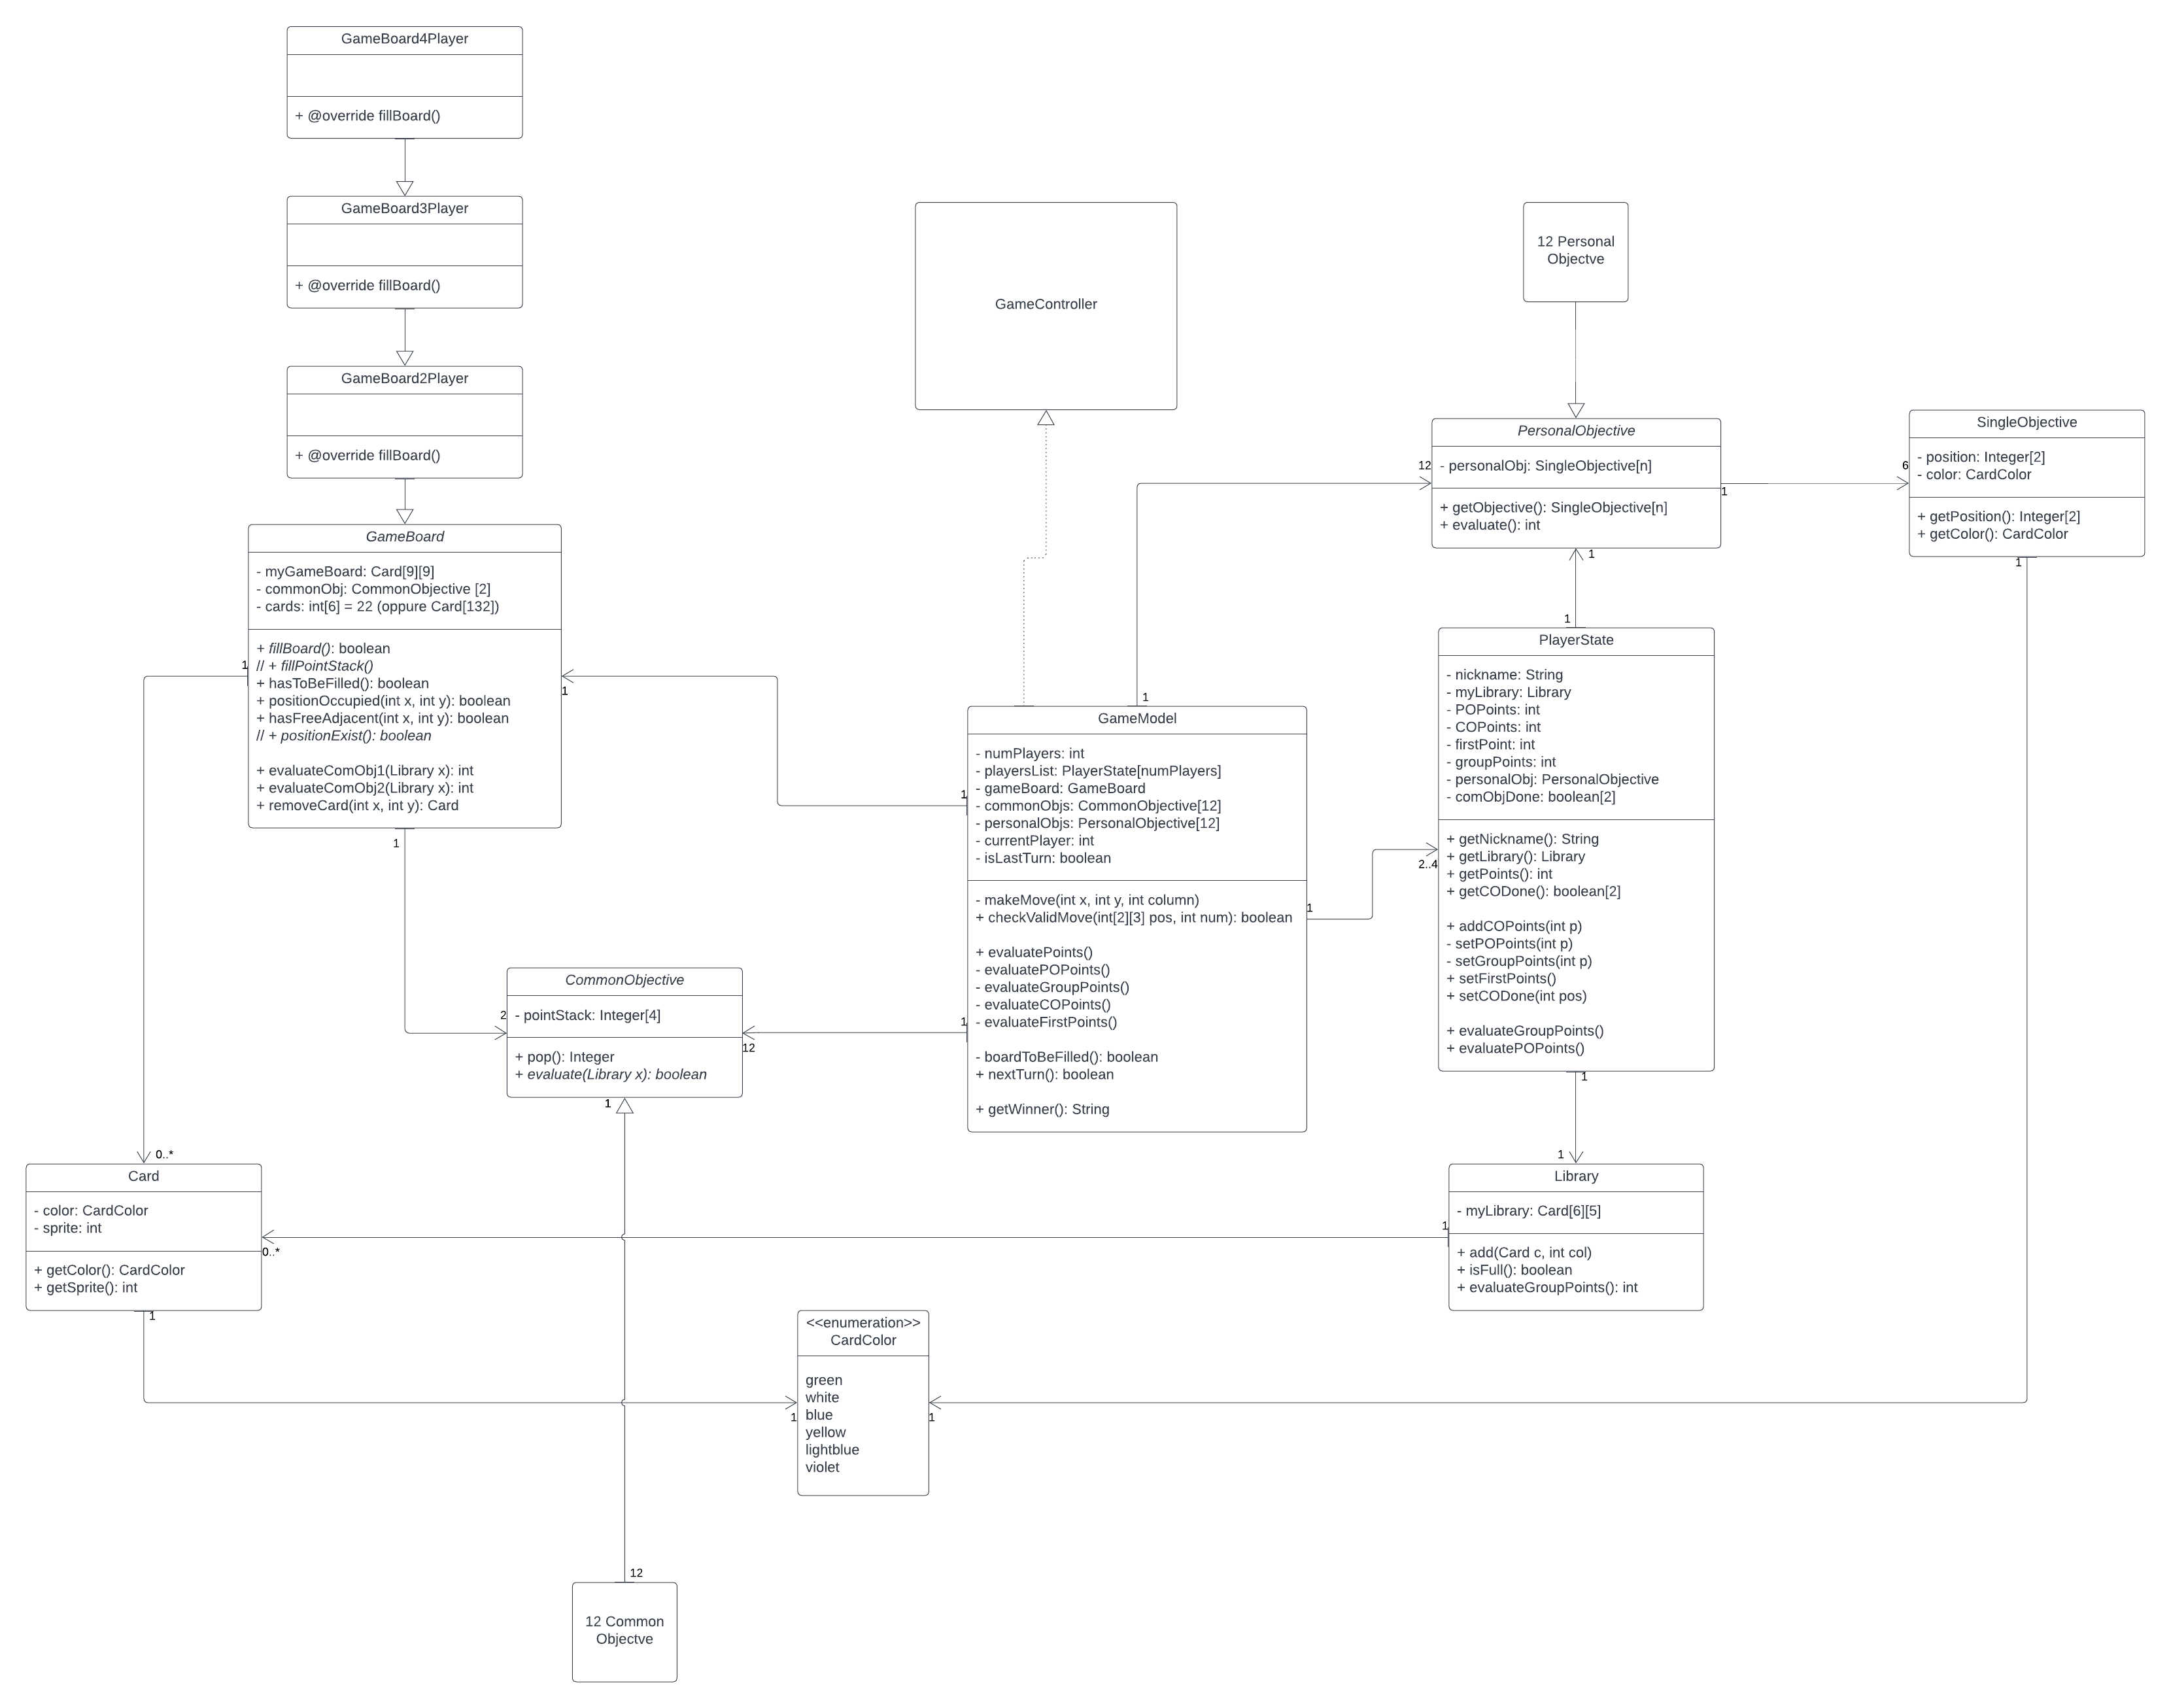 GameBoard4Player
+ @override fillBoard()
GameBoard3Player
+ @override fillBoard()
GameBoard2Player
+ @override fillBoard()
GameBoard
- myGameBoard: Card[9][9]
- commonObj: CommonObjective [2]
- cards: int[6] = 22 (oppure Card[132])
+ fillBoard(): boolean
// + fillPointStack()
+ hasToBeFilled(): boolean
+ positionOccupied(int x, int y): boolean
+ hasFreeAdjacent(int x, int y): boolean
// + positionExist(): boolean
+ evaluateComObj1(Library x): int
+ evaluateComObj2(Library x): int
+ removeCard(int x, int y): Card
1
1
1
GameController
12 Personal
Objectve
PersonalObjective
- personalObj: SingleObjective[n]
+ getObjective(): SingleObjective[n]
+ evaluate(): int
12
1
1
SingleObjective
- position: Integer[2]
- color: CardColor
+ getPosition(): Integer[2]
+ getColor(): CardColor
6
1
GameModel
- numPlayers: int
- playersList: PlayerState[numPlayers]
- gameBoard: GameBoard
- commonObjs: CommonObjective[12]
- personalObjs: PersonalObjective[12]
- currentPlayer: int
- isLastTurn: boolean
- makeMove(int x, int y, int column)
+ checkValidMove(int[2][3] pos, int num): boolean
+ evaluatePoints()
- evaluatePOPoints()
- evaluateGroupPoints()
- evaluateCOPoints()
- evaluateFirstPoints()
- boardToBeFilled(): boolean
+ nextTurn(): boolean
+ getWinner(): String
1
1
1
1
PlayerState
- nickname: String
- myLibrary: Library
- POPoints: int
- COPoints: int
- firstPoint: int
- groupPoints: int
- personalObj: PersonalObjective
- comObjDone: boolean[2]
+ getNickname(): String
+ getLibrary(): Library
+ getPoints(): int
+ getCODone(): boolean[2]
+ addCOPoints(int p)
- setPOPoints(int p)
- setGroupPoints(int p)
+ setFirstPoints()
+ setCODone(int pos)
+ evaluateGroupPoints()
+ evaluatePOPoints()
1
2..4
1
CommonObjective
- pointStack: Integer[4]
+ pop(): Integer
+ evaluate(Library x): boolean
2
12
1
Card
- color: CardColor
- sprite: int
+ getColor(): CardColor
+ getSprite(): int
0..*
0..*
1
Library
- myLibrary: Card[6][5]
+ add(Card c, int col)
+ isFull(): boolean
+ evaluateGroupPoints(): int
1
1
<<enumeration>>
CardColor
green
white
blue
yellow
lightblue
violet
1
1
12
12 Common
Objectve